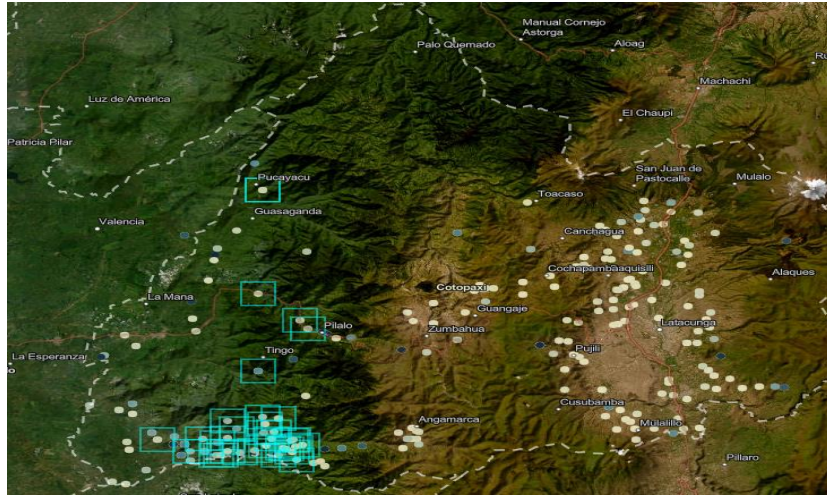 Manual Cornejo
Astorga
Palo Quemado
Aloag
Machachi
Luz de América
El Chaupi
Patricia Pilar
San Juan de
Pastocalle
Mulalo
Pucayacu
Toacaso
Guasaganda
Valencia
Canchagua
Cochapambaaquisili
Alaques
Cotopaxi
La Mana
Guangaje
Pilalo
Zumbahua
Latacunga
La Esperanza
Tingo
Pujili
Cusubamba
Angamarca
Mulalillo
Pillaro